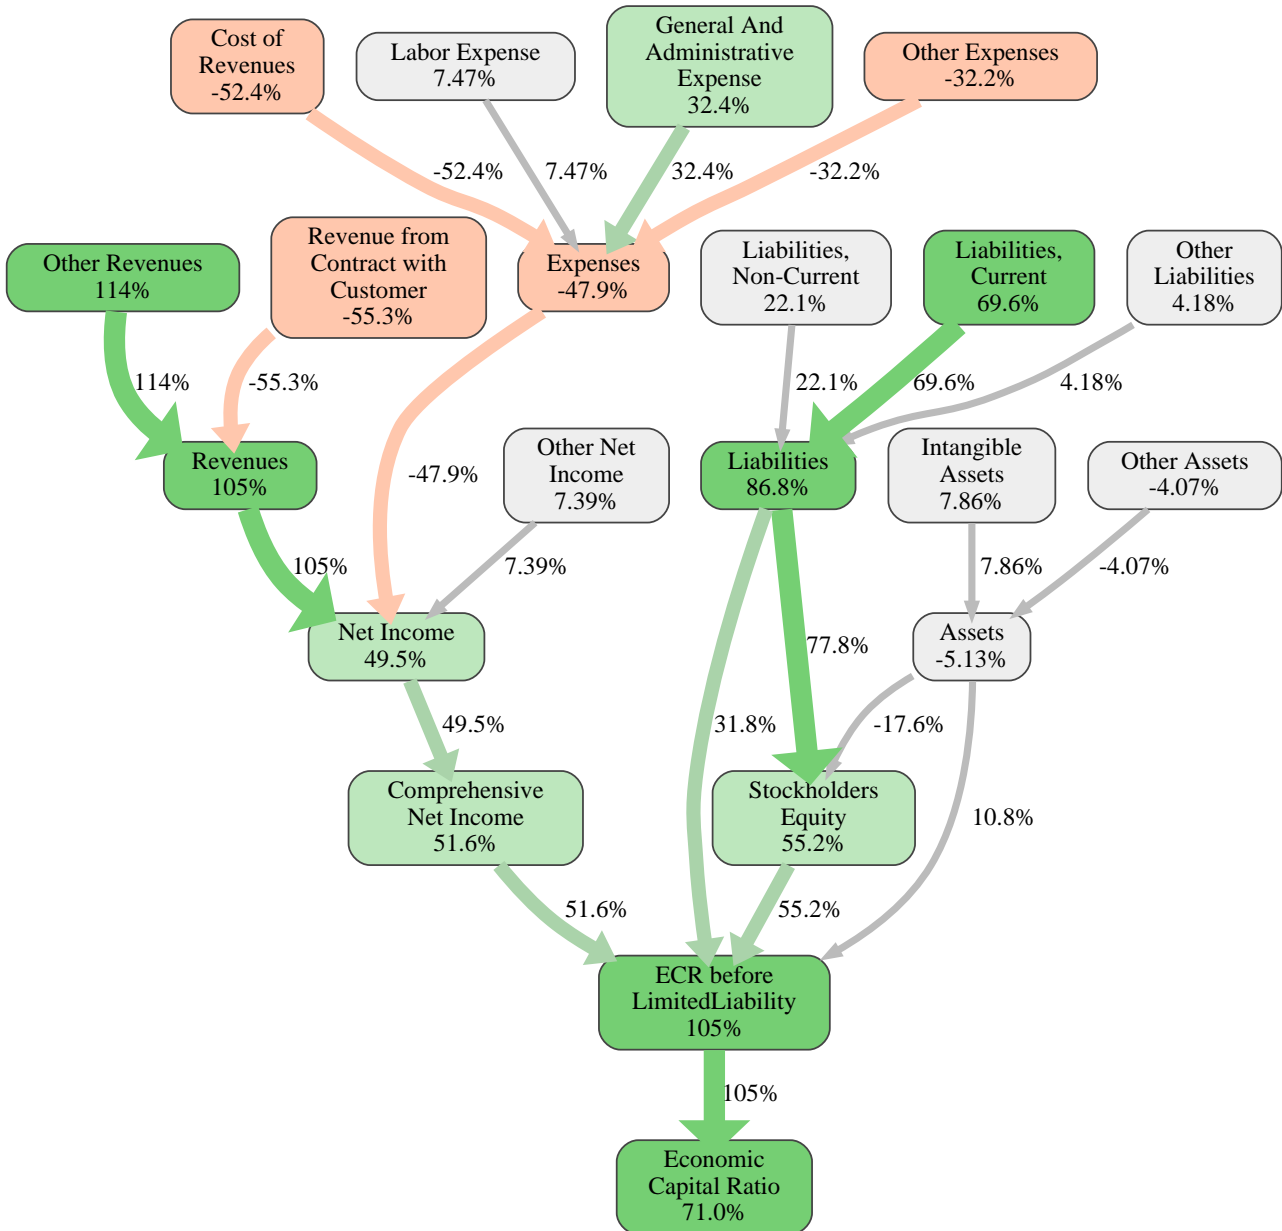 Cost of
Revenues
-52.4%
Labor Expense
7.47%
General And
Administrative
Expense
32.4%
Other Expenses
-32.2%
-52.4%
7.47%
32.4%
-32.2%
Other Revenues
114%
Revenue from
Contract with
Customer
-55.3%
Expenses
-47.9%
Liabilities,
Non-Current
22.1%
Liabilities,
Current
69.6%
Other
Liabilities
4.18%
114%
-55.3%
22.1%
69.6%
4.18%
Revenues
105%
-47.9%
Other Net
Income
7.39%
Liabilities
86.8%
Intangible
Assets
7.86%
Other Assets
-4.07%
105%
7.39%
7.86%
-4.07%
Net Income
49.5%
77.8%
Assets
-5.13%
49.5%
31.8%
-17.6%
Comprehensive
Net Income
51.6%
Stockholders
Equity
55.2%
10.8%
51.6%
55.2%
ECR before
LimitedLiability
105%
105%
Economic
Capital Ratio
71.0%